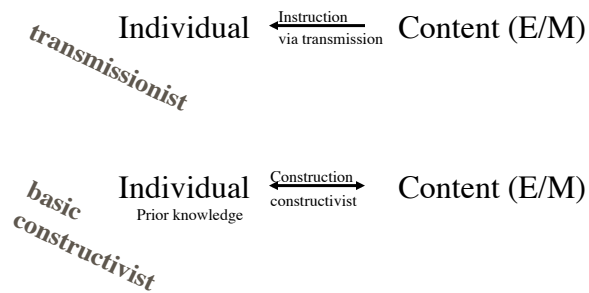 transmissionist
Individual
Instruction
via transmission
Content (E/M)
basic
constructivist
Individual
Prior knowledge
Construction
constructivist
Content (E/M)